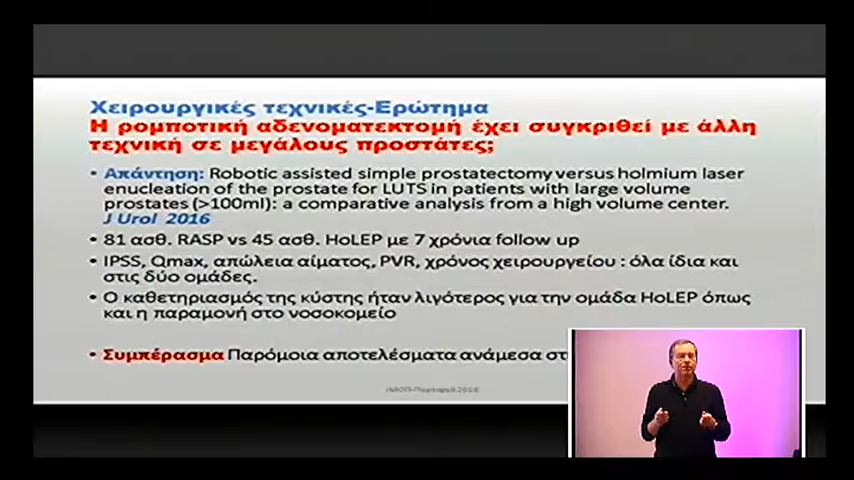 Χειρουργικές τεχνικές-Ερώτημα
Η ρομποτική αδενοματεκτομή έχει συγκριθεί με άλλη
τεχνική σε μεγάλους προστάτες;
• Απάντηση: Robotic assisted simple prostatectomy versus holmium laser
enucleation of the prostate for LUTS in patients with large volume
prostates (>100ml): a comparative analysis from a high volume center.
J Urol 2016
• 81 ασθ. RASP vs 45 ασθ. HoLEP με 7 χρόνια follow up
• IPSS, Qmax, απώλεια αίματος, PVR, χρόνος χειρουργείου : όλα ίδια και
στις δύο ομάδες.
• Ο καθετηριασμός της κύστης ήταν λιγότερος για την ομάδα HoLEP όπως
και η παραμονή στο νοσοκομείο
• Συμπέρασμα Παρόμοια αποτελέσματα ανάμεσα στ